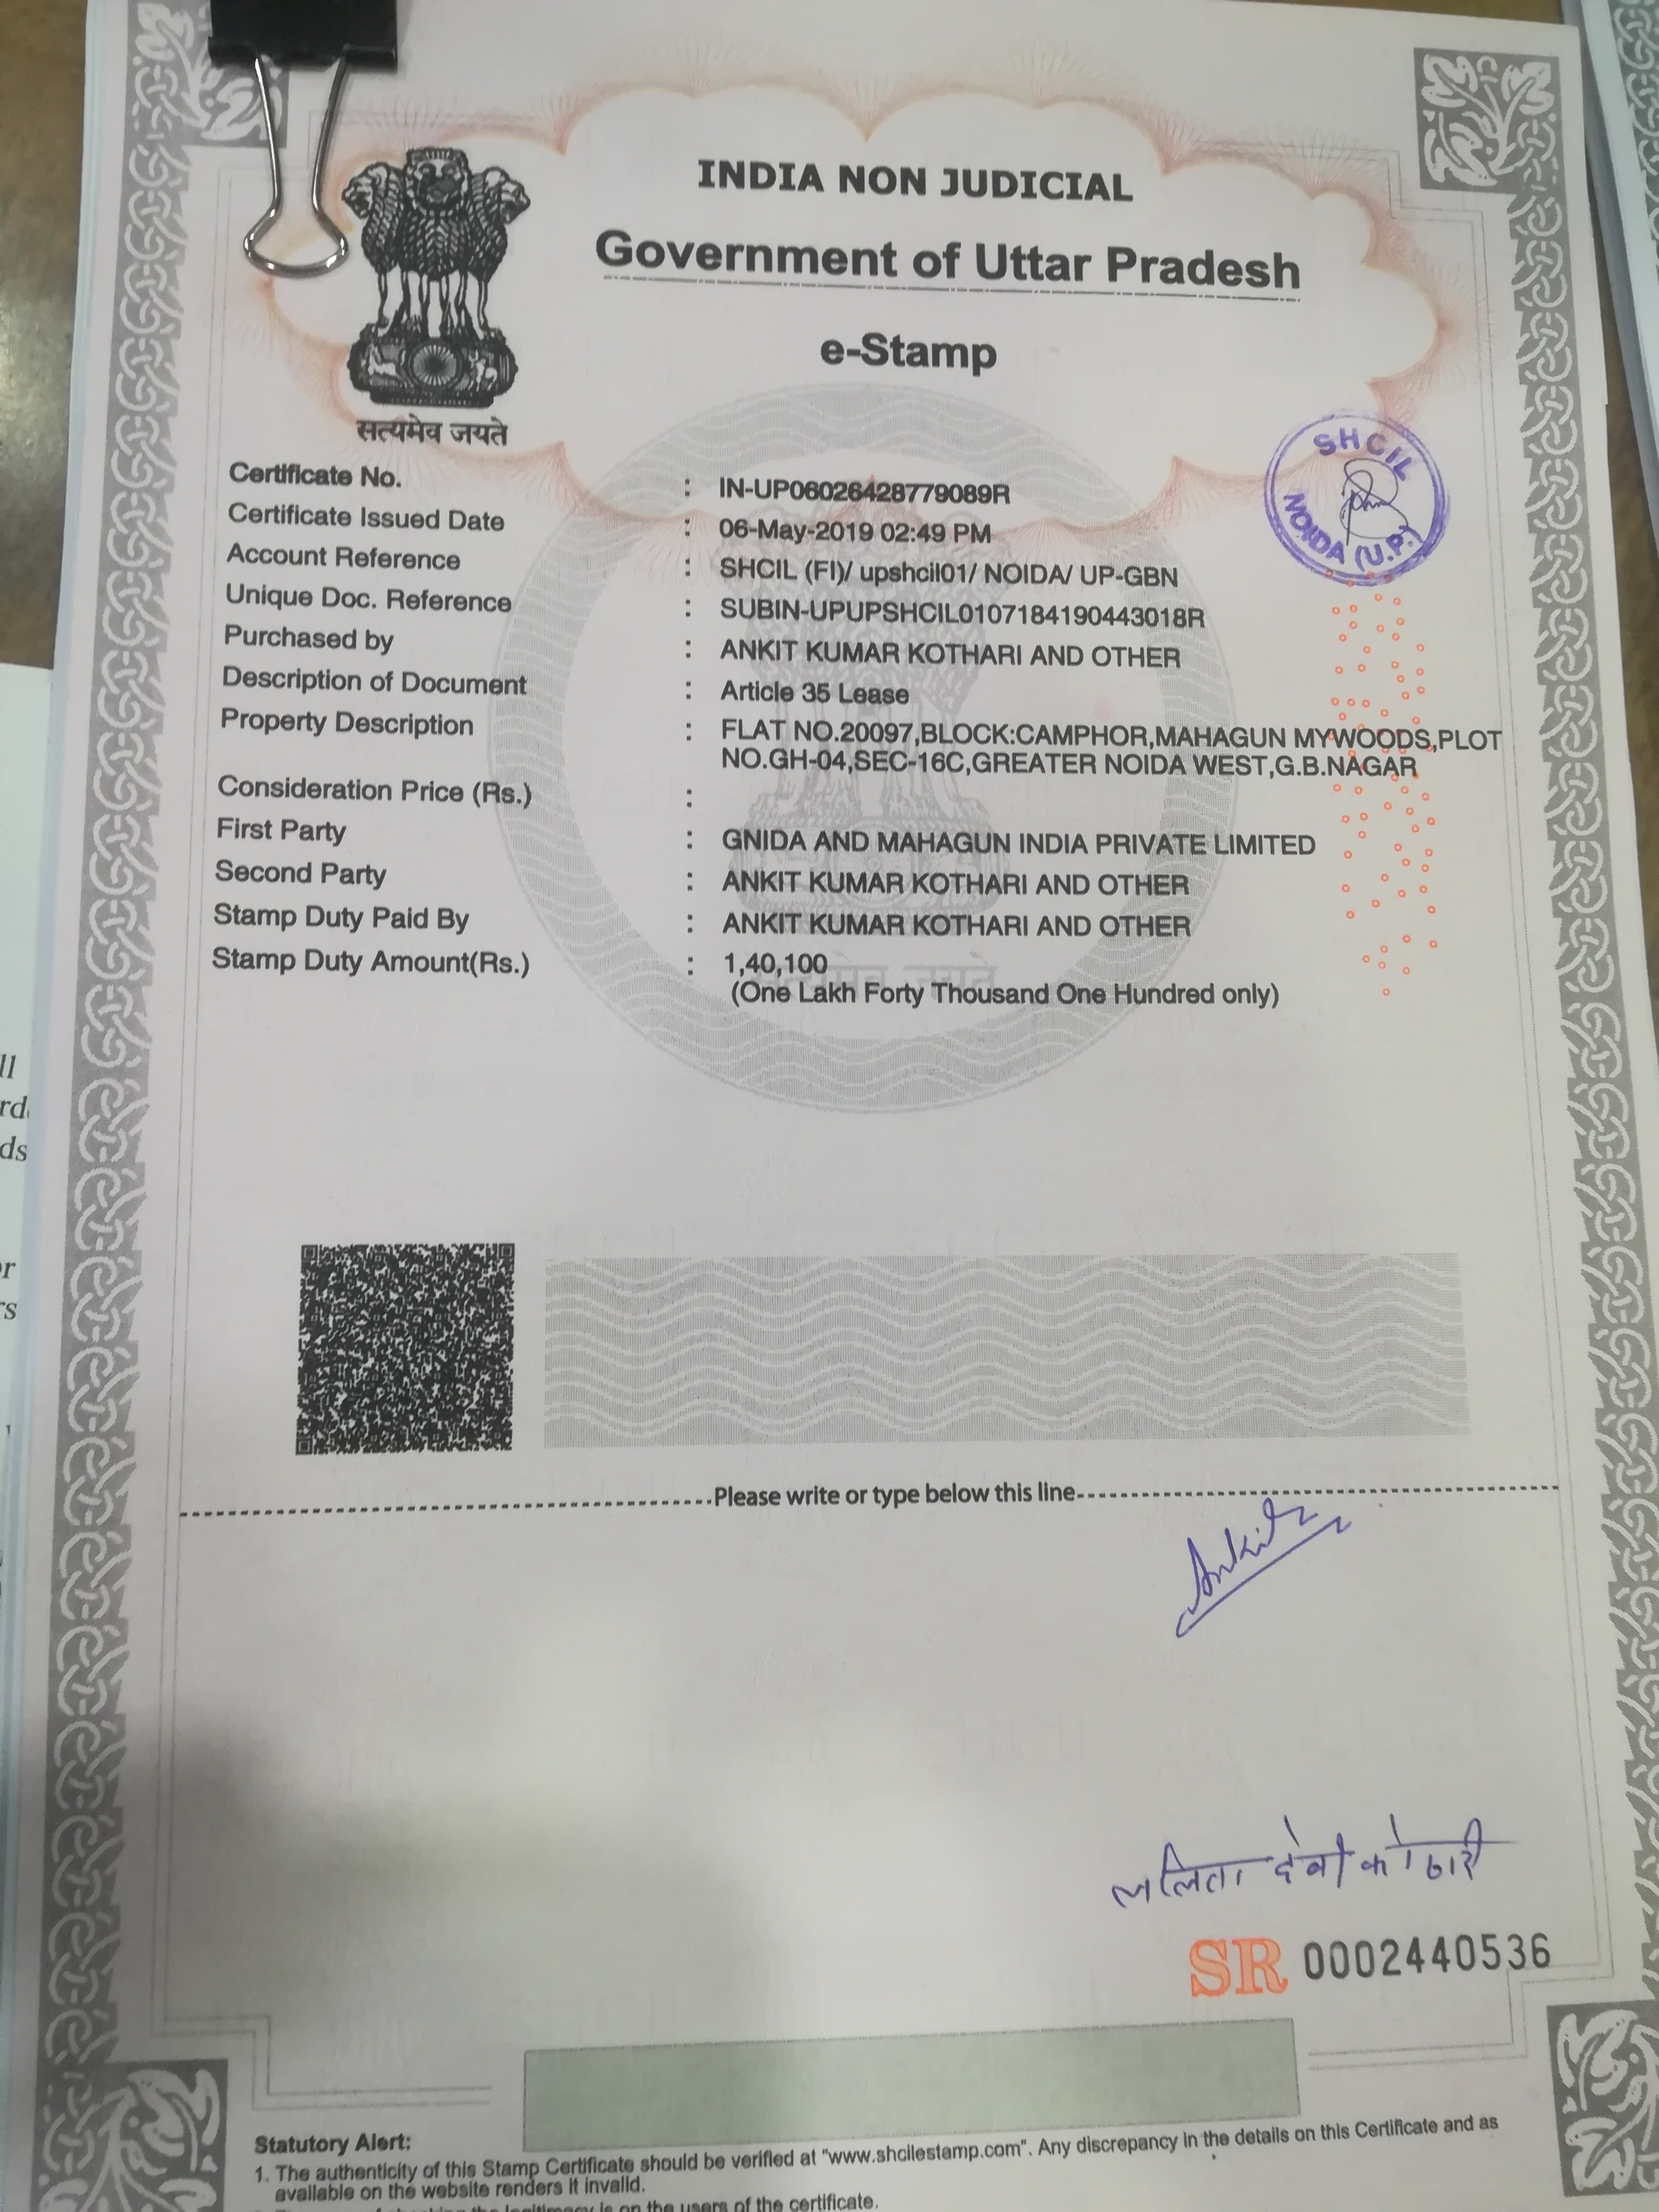 INDIA NON JUDICIAL
Government of Uttar Pradesh
e-Stamp
सत्यमेव जयते
SHCIL
NOIDA (U.P.)
Certificate No. : IN-UP06026428779089R
Certificate Issued Date : 06-May-2019 02:49 PM
Account Reference : SHCIL (FI)/ upshcil01/ NOIDA/ UP-GBN
Unique Doc. Reference : SUBIN-UPUPSHCIL0107184190443018R
Purchased by : ANKIT KUMAR KOTHARI AND OTHER
Description of Document : Article 35 Lease
Property Description : FLAT NO.20097,BLOCK:CAMPHOR,MAHAGUN MYWOODS,PLOT
NO.GH-04,SEC-16C,GREATER NOIDA WEST,G.B.NAGAR
Consideration Price (Rs.) :
First Party : GNIDA AND MAHAGUN INDIA PRIVATE LIMITED
Second Party : ANKIT KUMAR KOTHARI AND OTHER
Stamp Duty Paid By : ANKIT KUMAR KOTHARI AND OTHER
Stamp Duty Amount(Rs.) : 1,40,100
(One Lakh Forty Thousand One Hundred only)
Please write or type below this line
Ankit
ललिता देवी कोठारी
SR 0002440536
Statutory Alert:
1. The authenticity of this Stamp Certificate should be verified at "www.shcilestamp.com". Any discrepancy in the details on this Certificate and as
available on the website renders it invalid.
is on the users of the certificate.